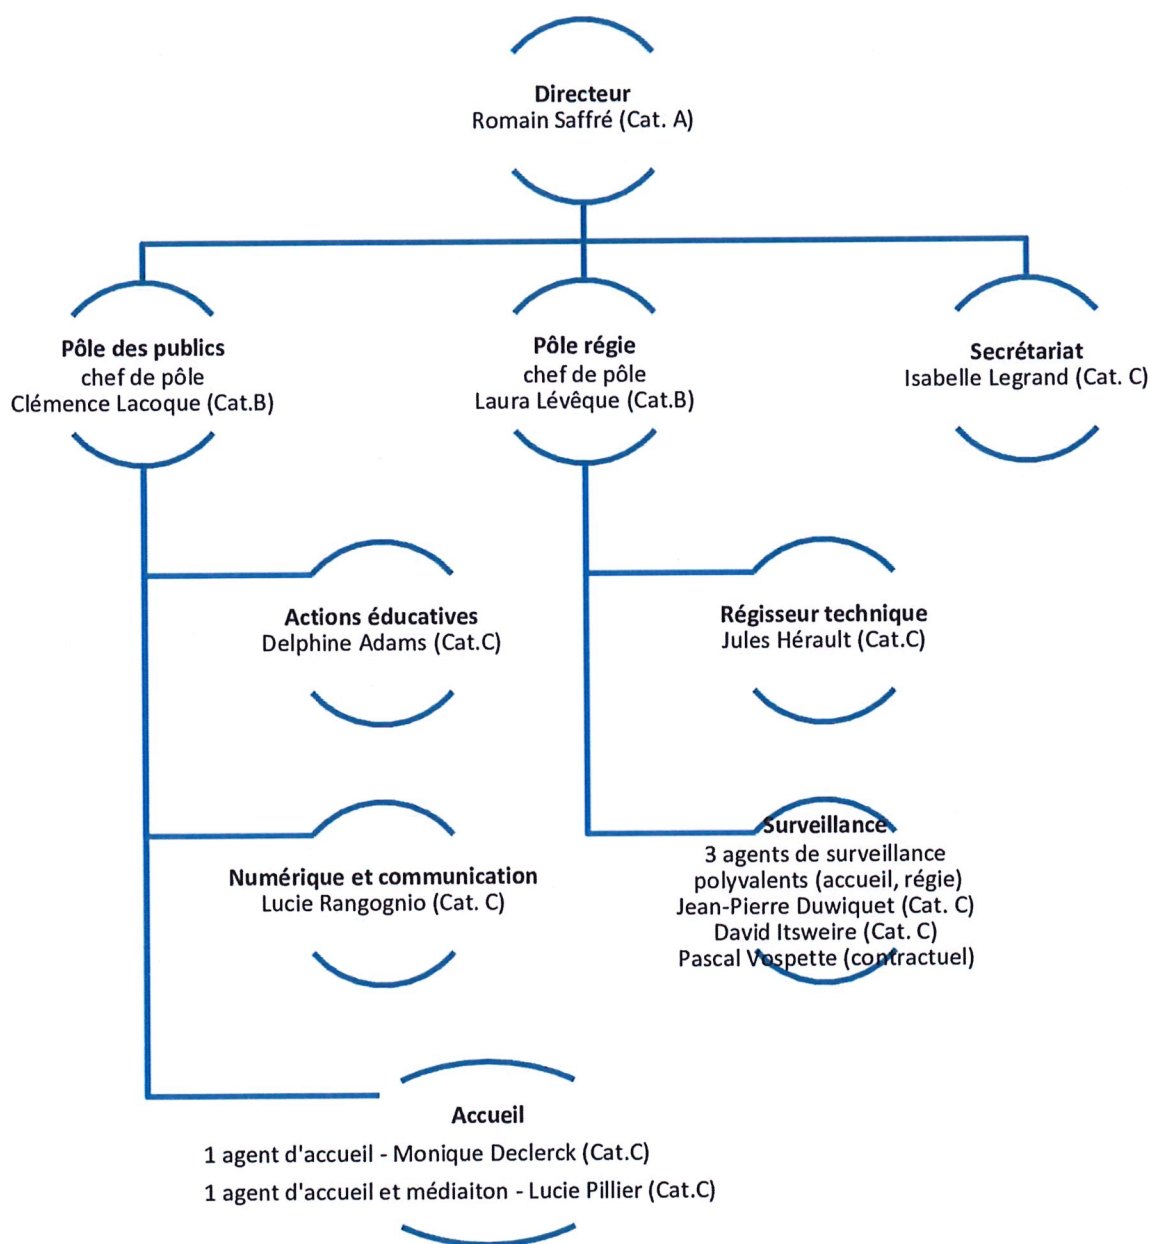 Directeur
Romain Saffré (Cat. A)
Pôle des publics
chef de pôle
Clémence Lacoque (Cat.B)
Pôle régie
chef de pôle
Laura Lévêque (Cat.B)
Secrétariat
Isabelle Legrand (Cat. C)
Actions éducatives
Delphine Adams (Cat.C)
Régisseur technique
Jules Hérault (Cat.C)
Numérique et communication
Lucie Rangognio (Cat. C)
Surveillance
3 agents de surveillance
polyvalents (accueil, régie)
Jean-Pierre Duwiquet (Cat. C)
David Itsweire (Cat. C)
Pascal Vospette (contractuel)
Accueil
1 agent d'accueil - Monique Declerck (Cat.C)
1 agent d'accueil et médiaiton - Lucie Pillier (Cat.C)